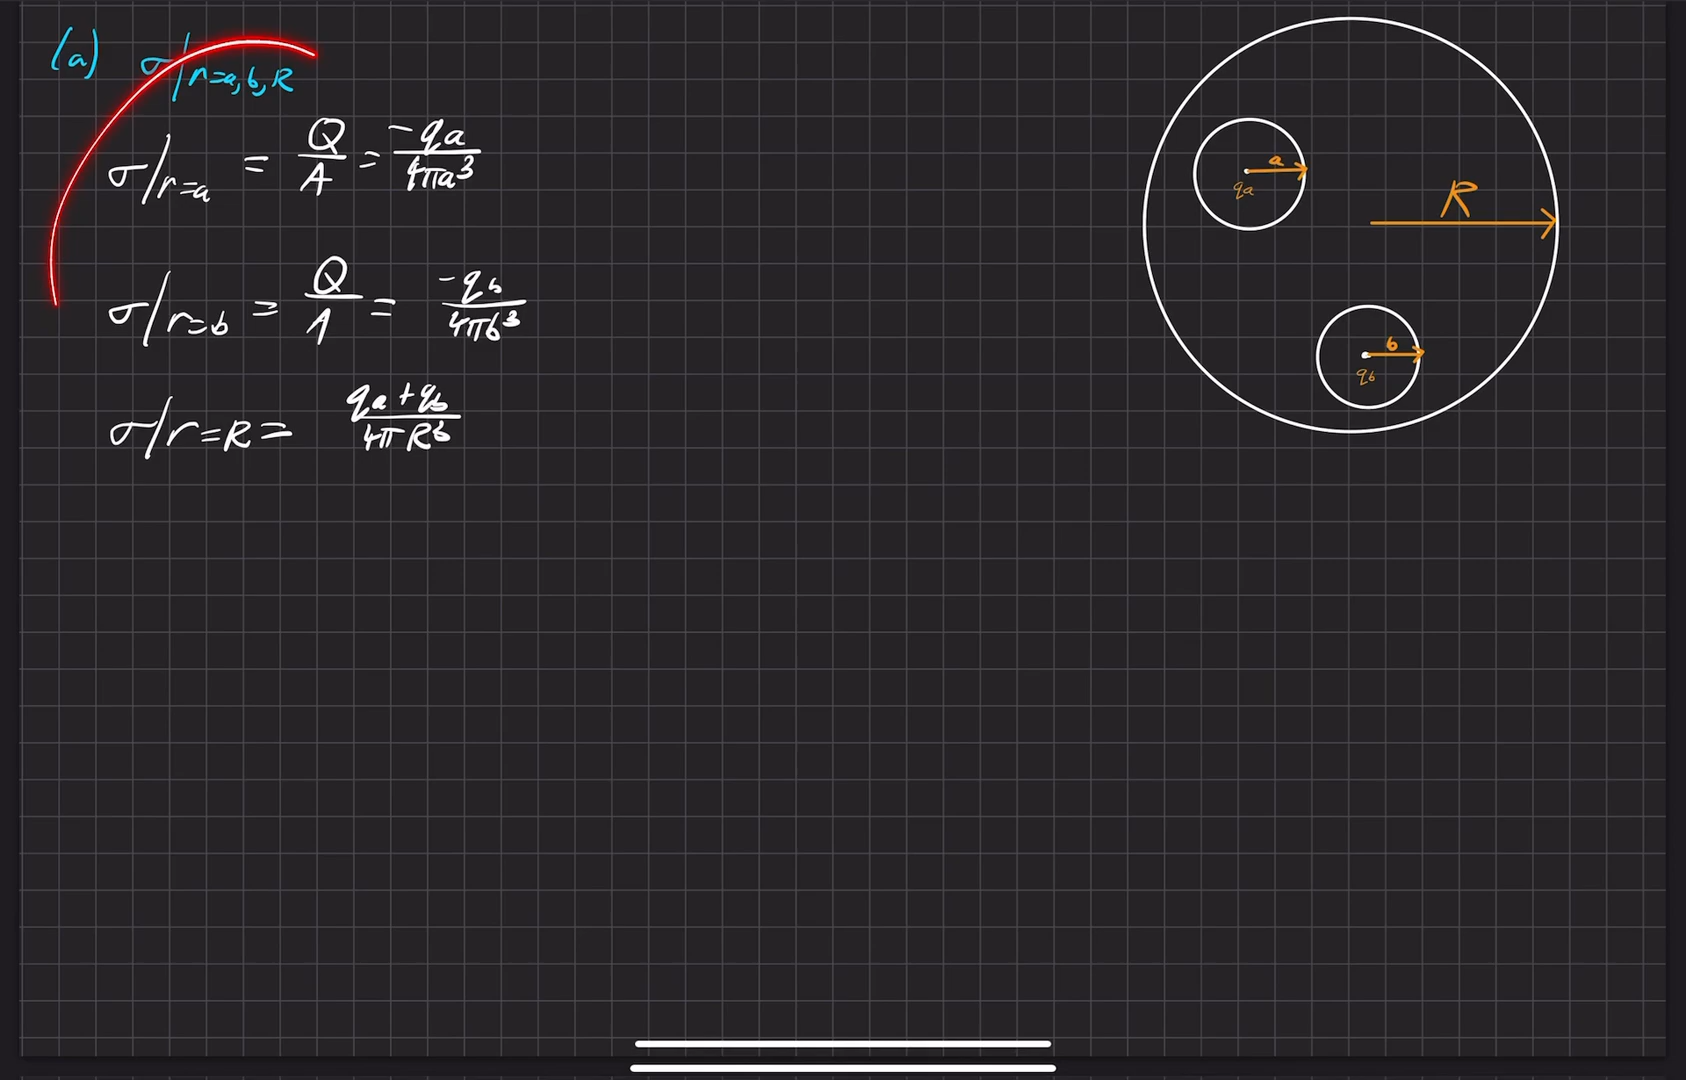 (a) σ|r=a,b,R
σ|r=a = Q/A = -qa/4πa³
σ|r=b = Q/A = -qb/4πb³
σ|r=R = qa+qb/4πR³
a
qa
R
b
qb